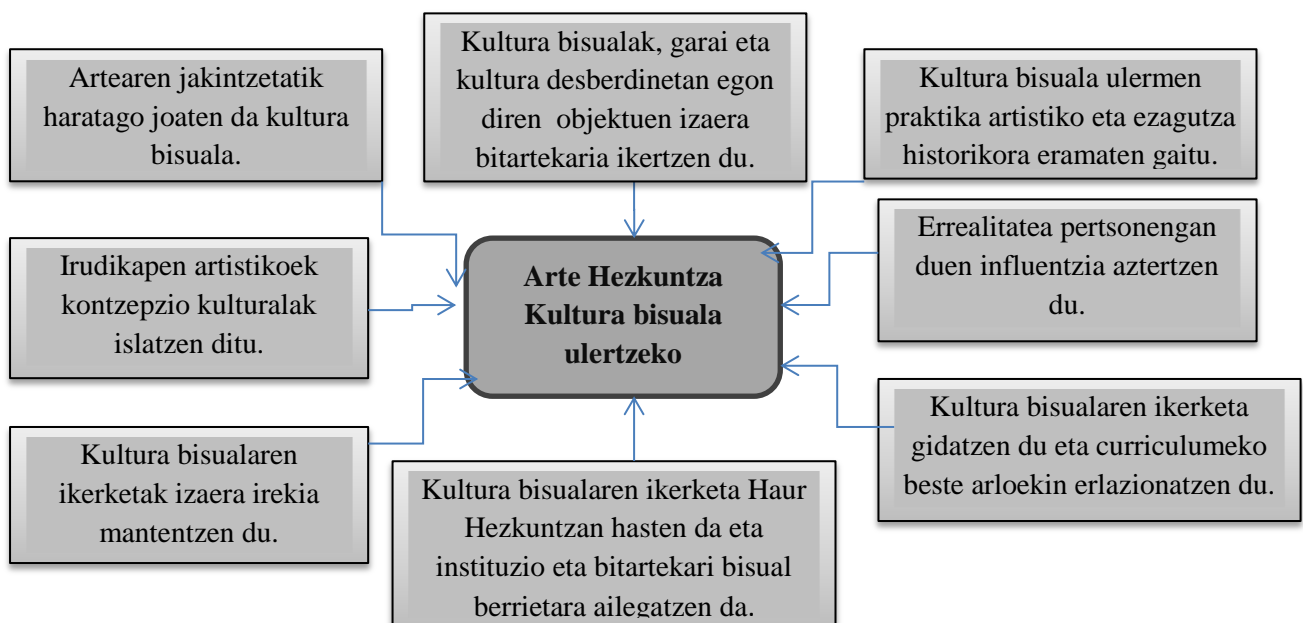 Artearen jakintzetatik
haratago joaten da kultura
bisuala.
Kultura bisualak, garai eta
kultura desberdinetan egon
diren objektuen izaera
bitartekaria ikertzen du.
Kultura bisuala ulermen
praktika artistiko eta ezagutza
historikora eramaten gaitu.
Irudikapen artistikoek
kontzepzio kulturalak
islatzen ditu.
Arte Hezkuntza
Kultura bisuala
ulertzeko
Errealitatea pertsonengan
duen influentzia aztertzen
du.
Kultura bisualaren
ikerketak izaera irekia
mantentzen du.
Kultura bisualaren ikerketa Haur
Hezkuntzan hasten da eta
instituzio eta bitartekari bisual
berrietara ailegatzen da.
Kultura bisualaren ikerketa
gidatzen du eta curriculumeko
beste arloekin erlazionatzen du.